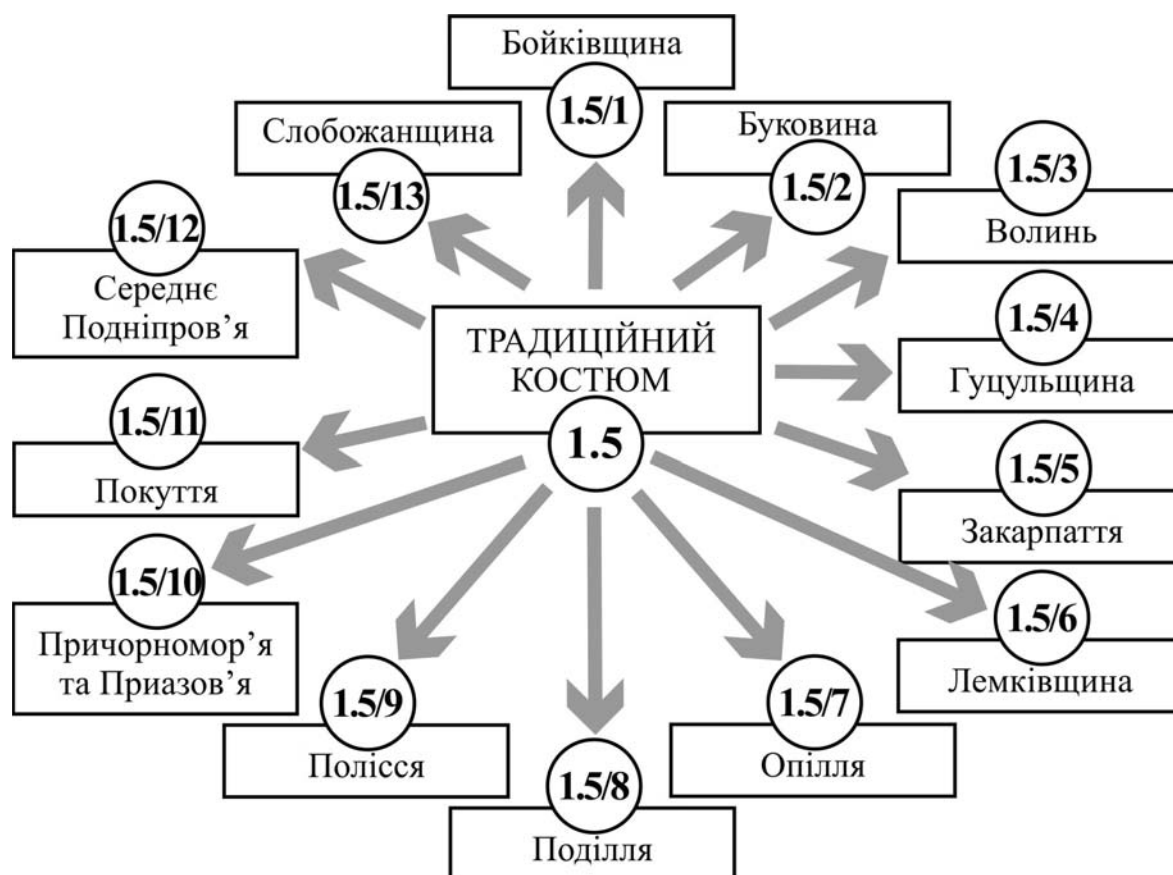 ТРАДИЦІЙНИЙ
КОСТЮМ
1.5
Бойківщина
1.5/1
Буковина
1.5/2
1.5/3
Волинь
1.5/4
Гуцульщина
1.5/5
Закарпаття
1.5/6
Лемківщина
1.5/7
Опілля
1.5/8
Поділля
1.5/9
Полісся
1.5/10
Причорномор’я
та Приазов’я
1.5/11
Покуття
1.5/12
Середнє
Подніпров’я
Слобожанщина
1.5/13